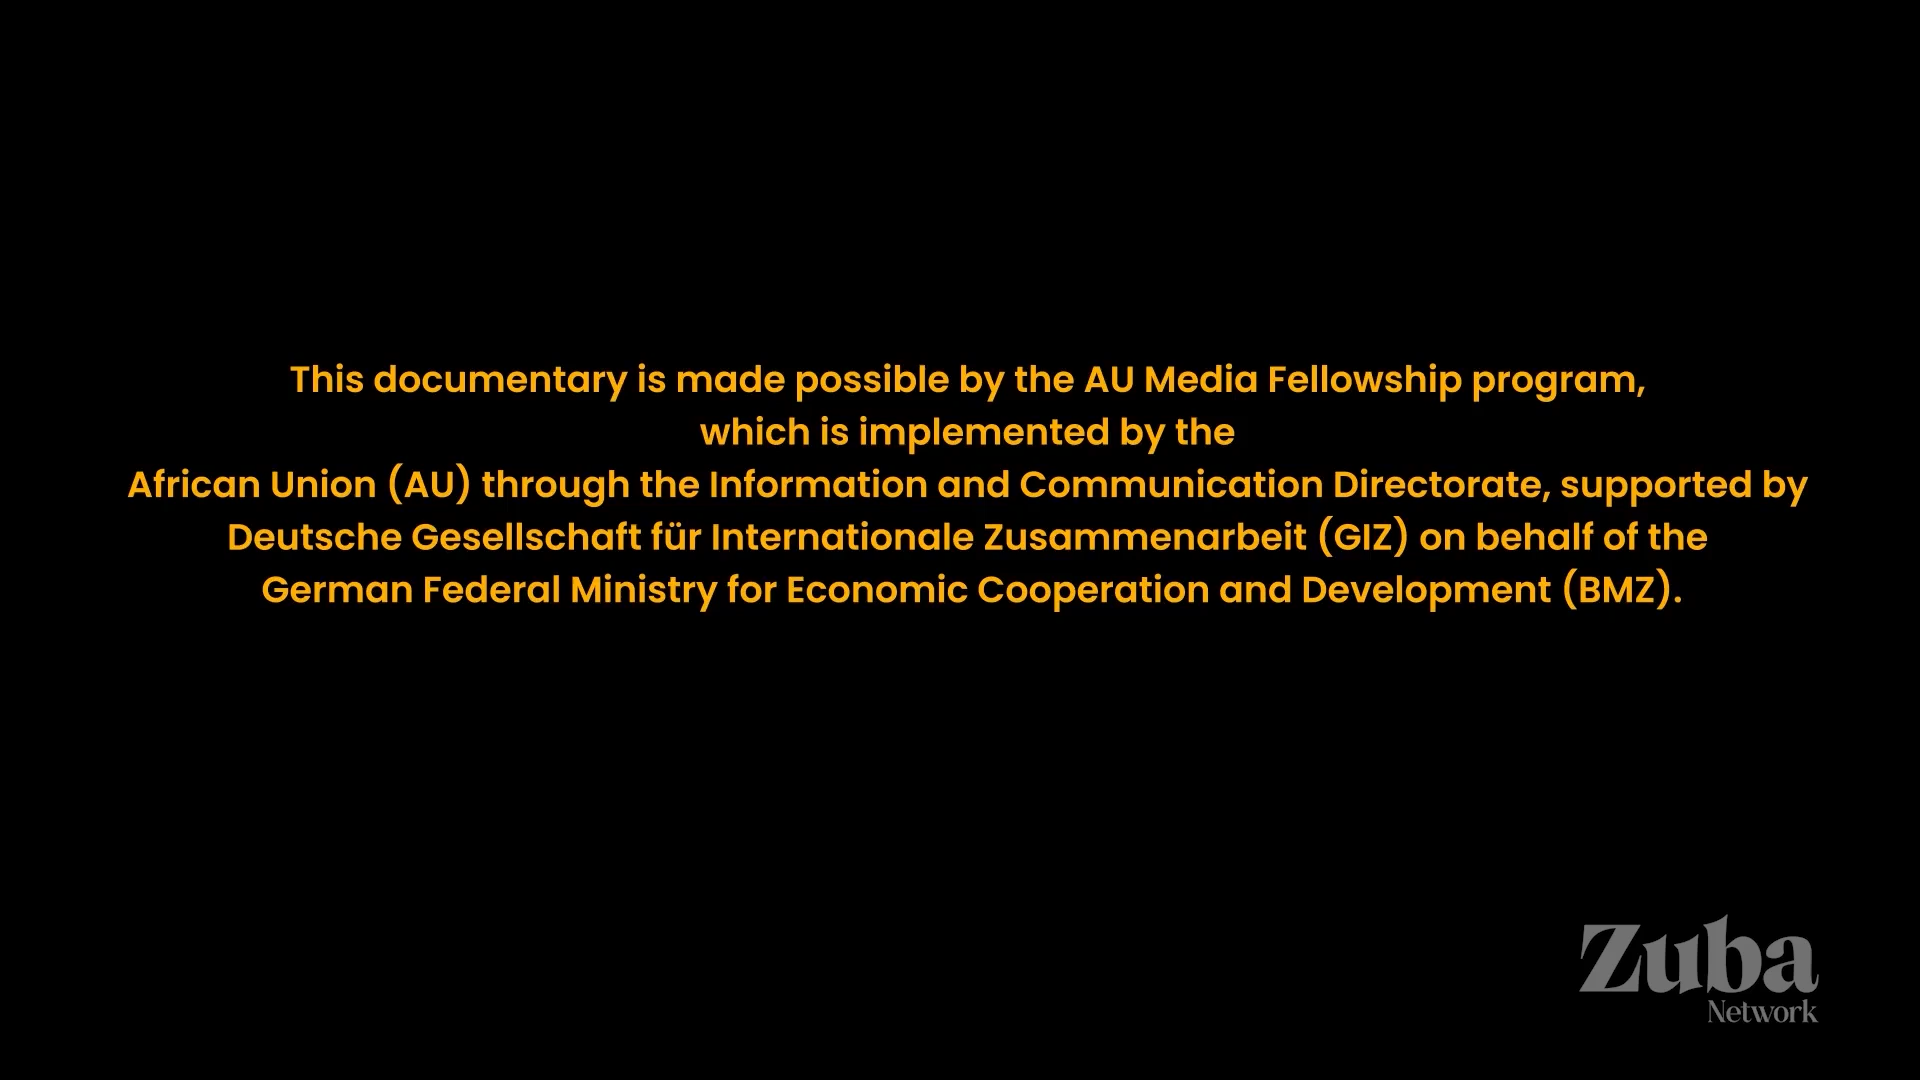 This documentary is made possible by the AU Media Fellowship program,
which is implemented by the
African Union (AU) through the Information and Communication Directorate, supported by
Deutsche Gesellschaft für Internationale Zusammenarbeit (GIZ) on behalf of the
German Federal Ministry for Economic Cooperation and Development (BMZ).
Zuba
Network